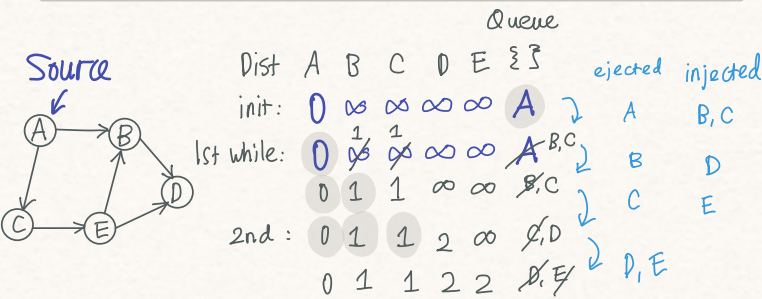 Queue
Source
Dist A B C D E { } ejected injected
init: 0 ∞ ∞ ∞ ∞ A A B, C
1 1
1st while: 0 ∞ ∞ ∞ ∞ A B, C B D
0 1 1 ∞ ∞ B, C C E
2nd : 0 1 1 2 ∞ C, D
0 1 1 2 2 D, E D, E
A B
D
C E